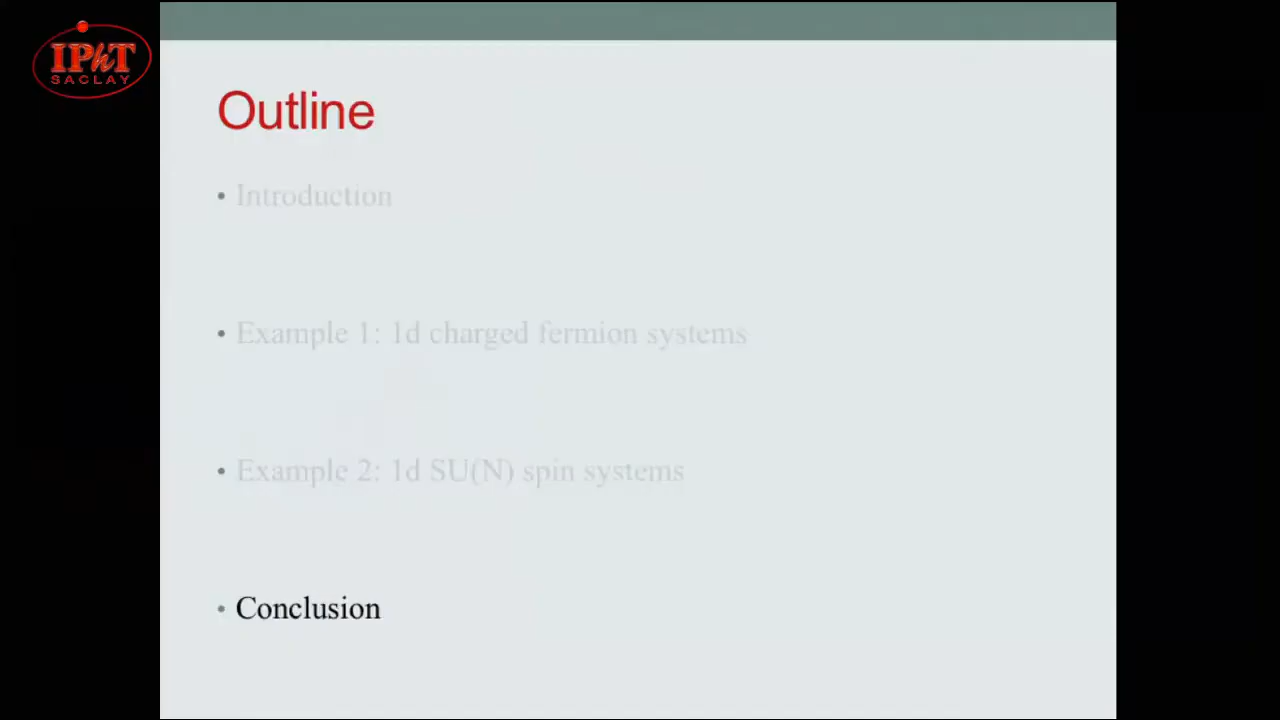 IPhT
SACLAY
Outline
• Introduction
• Example 1: 1d charged fermion systems
• Example 2: 1d SU(N) spin systems
• Conclusion